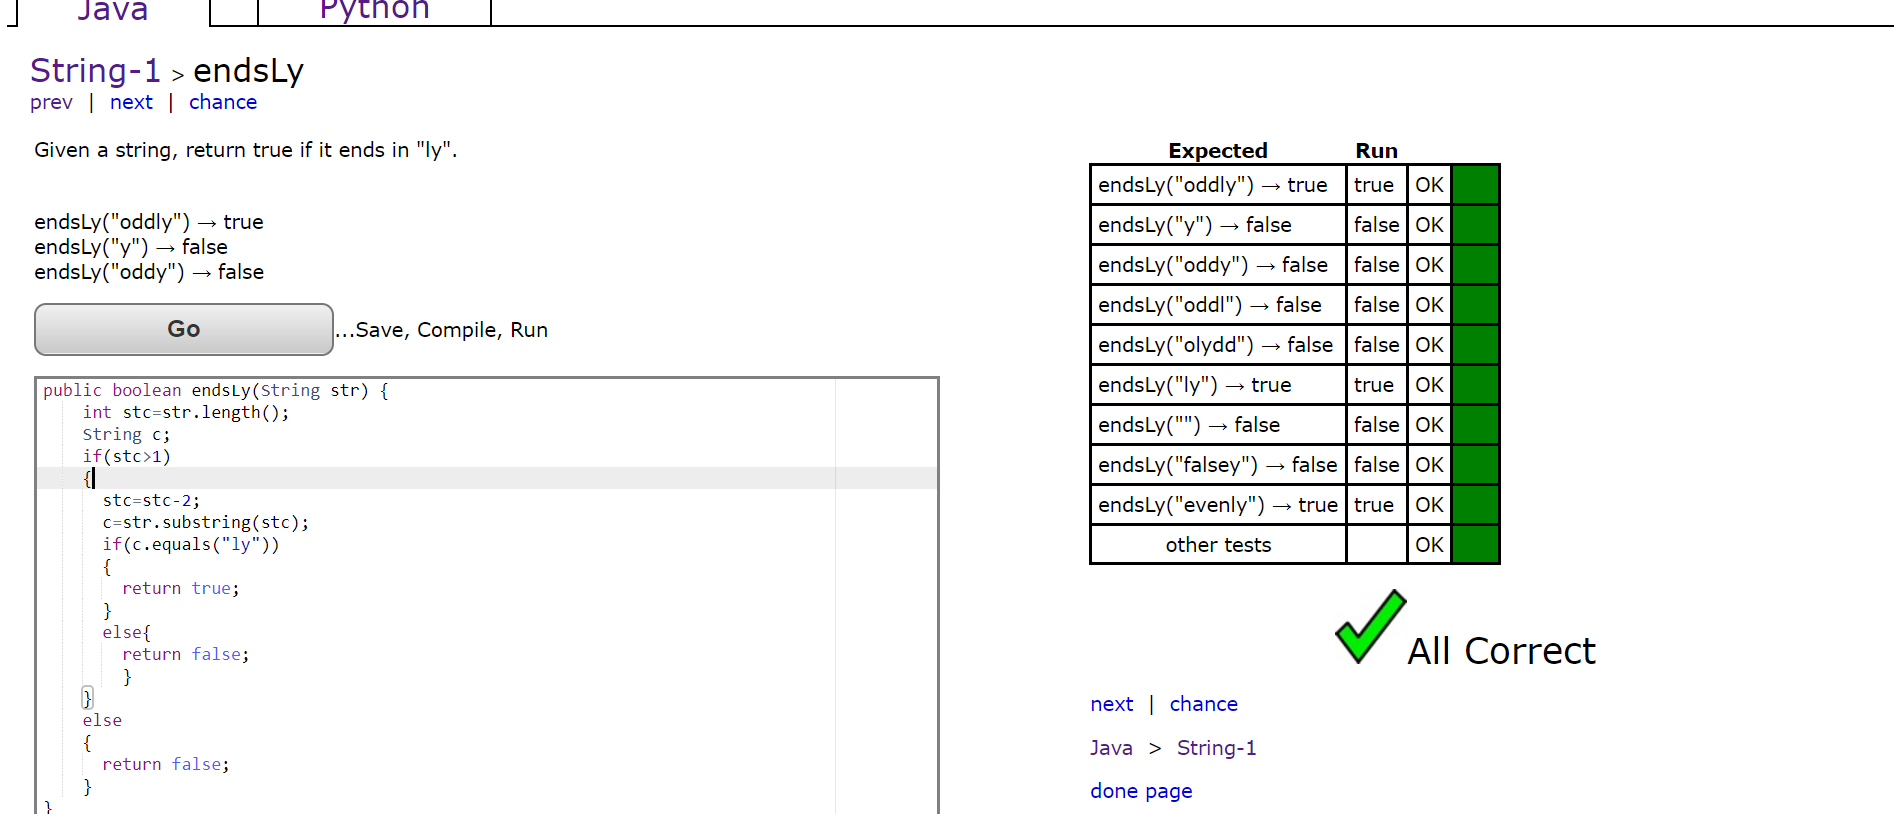 Java Python
String-1 > endsLy
prev | next | chance
Given a string, return true if it ends in "ly".
endsLy("oddly") → true
endsLy("y") → false
endsLy("oddy") → false
Go ...Save, Compile, Run
public boolean endsLy(String str) {
int stc=str.length();
String c;
if(stc>1)
{
stc=stc-2;
c=str.substring(stc);
if(c.equals("ly"))
{
return true;
}
else{
return false;
}
}
else
{
return false;
}
}
Expected Run
endsLy("oddly") → true true OK
endsLy("y") → false false OK
endsLy("oddy") → false false OK
endsLy("oddl") → false false OK
endsLy("olydd") → false false OK
endsLy("ly") → true true OK
endsLy("") → false false OK
endsLy("falsey") → false false OK
endsLy("evenly") → true true OK
other tests OK
All Correct
next | chance
Java > String-1
done page